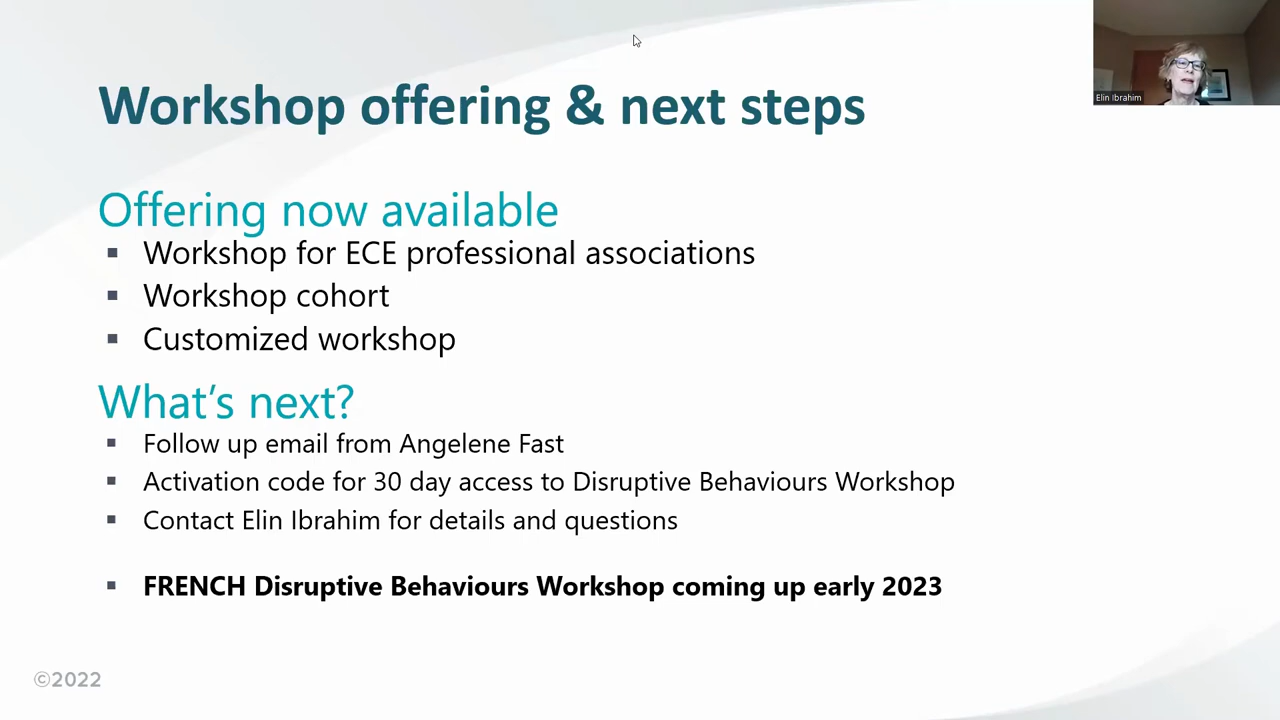 Elin Ibrahim
Workshop offering & next steps
Offering now available
▪ Workshop for ECE professional associations
▪ Workshop cohort
▪ Customized workshop
What’s next?
▪ Follow up email from Angelene Fast
▪ Activation code for 30 day access to Disruptive Behaviours Workshop
▪ Contact Elin Ibrahim for details and questions
▪ FRENCH Disruptive Behaviours Workshop coming up early 2023
©2022